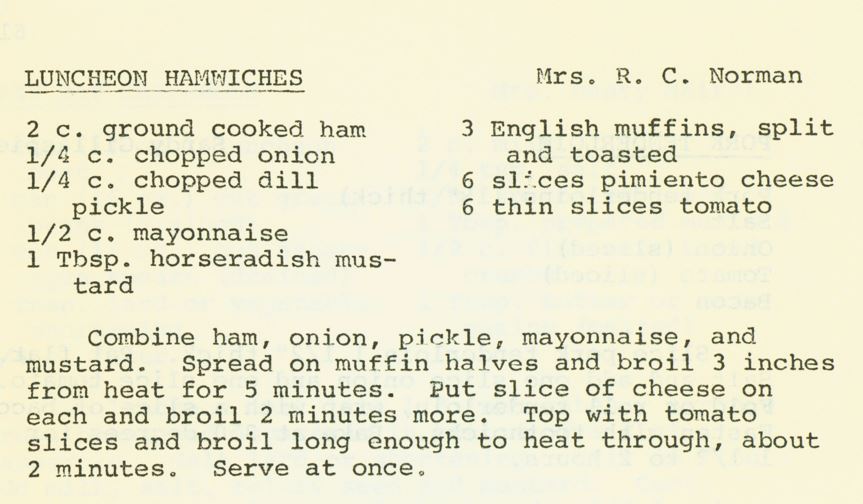 LUNCHEON HAMWICHES Mrs. R. C. Norman
2 c. ground cooked ham
1/4 c. chopped onion
1/4 c. chopped dill
pickle
1/2 c. mayonnaise
1 Tbsp. horseradish mus-
tard
3 English muffins, split
and toasted
6 slices pimiento cheese
6 thin slices tomato
Combine ham, onion, pickle, mayonnaise, and
mustard. Spread on muffin halves and broil 3 inches
from heat for 5 minutes. Put slice of cheese on
each and broil 2 minutes more. Top with tomato
slices and broil long enough to heat through, about
2 minutes. Serve at once.